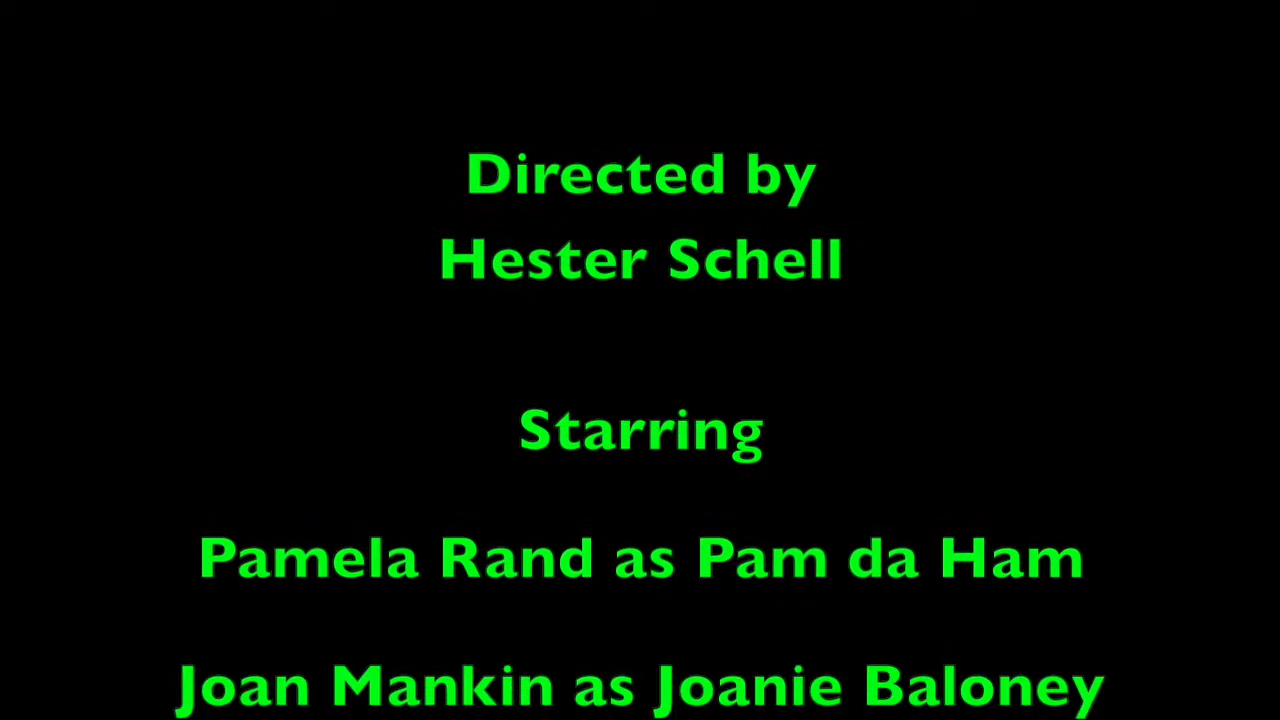 Directed by
Hester Schell
Starring
Pamela Rand as Pam da Ham
Joan Mankin as Joanie Baloney